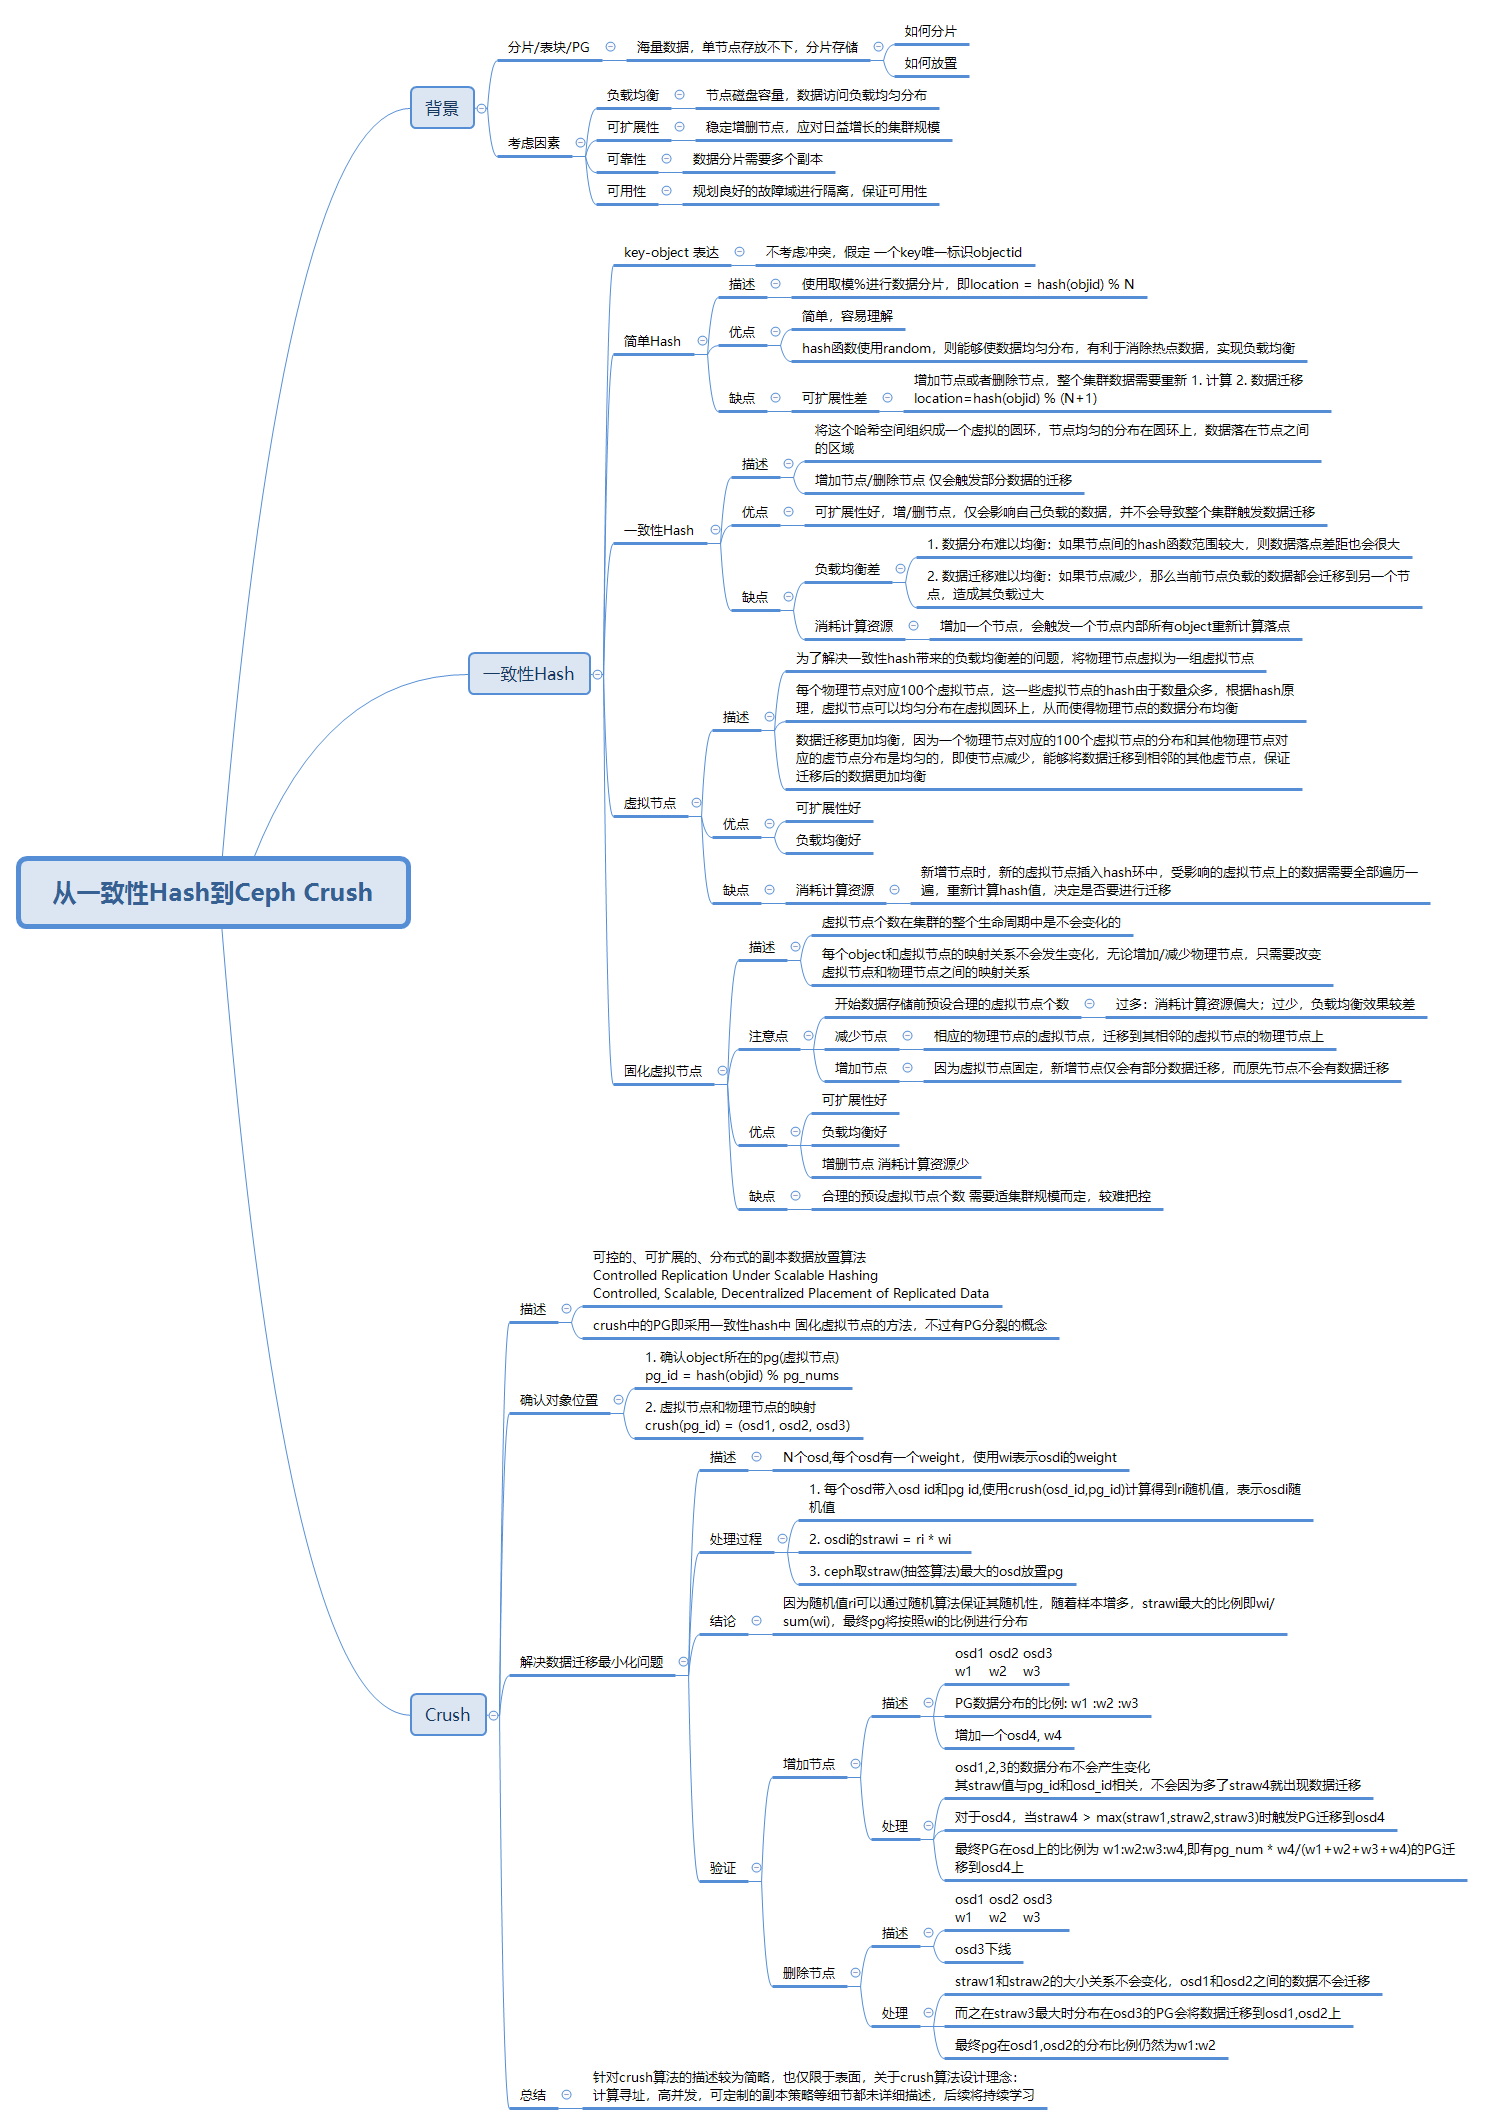 从一致性Hash到Ceph Crush
背景
分片/表块/PG
海量数据，单节点存放不下，分片存储
如何分片
如何放置
考虑因素
负载均衡
节点磁盘容量，数据访问负载均匀分布
可扩展性
稳定增删节点，应对日益增长的集群规模
可靠性
数据分片需要多个副本
可用性
规划良好的故障域进行隔离，保证可用性
一致性Hash
key-object 表达
不考虑冲突，假定 一个key唯一标识objectid
简单Hash
描述
使用取模%进行数据分片，即location = hash(objid) % N
优点
简单，容易理解
hash函数使用random，则能够使数据均匀分布，有利于消除热点数据，实现负载均衡
缺点
可扩展性差
增加节点或者删除节点，整个集群数据需要重新 1. 计算 2. 数据迁移
location=hash(objid) % (N+1)
一致性Hash
描述
将这个哈希空间组织成一个虚拟的圆环，节点均匀的分布在圆环上，数据落在节点之间
的区域
增加节点/删除节点 仅会触发部分数据的迁移
优点
可扩展性好，增/删节点，仅会影响自己负载的数据，并不会导致整个集群触发数据迁移
缺点
负载均衡差
1. 数据分布难以均衡：如果节点间的hash函数范围较大，则数据落点差距也会很大
2. 数据迁移难以均衡：如果节点减少，那么当前节点负载的数据都会迁移到另一个节
点，造成其负载过大
消耗计算资源
增加一个节点，会触发一个节点内部所有object重新计算落点
虚拟节点
描述
为了解决一致性hash带来的负载均衡差的问题，将物理节点虚拟为一组虚拟节点
每个物理节点对应100个虚拟节点，这一些虚拟节点的hash由于数量众多，根据hash原
理，虚拟节点可以均匀分布在虚拟圆环上，从而使得物理节点的数据分布均衡
数据迁移更加均衡，因为一个物理节点对应的100个虚拟节点的分布和其他物理节点对
应的虚节点分布是均匀的，即使节点减少，能够将数据迁移到相邻的其他虚节点，保证
迁移后的数据更加均衡
优点
可扩展性好
负载均衡好
缺点
消耗计算资源
新增节点时，新的虚拟节点插入hash环中，受影响的虚拟节点上的数据需要全部遍历一
遍，重新计算hash值，决定是否要进行迁移
固化虚拟节点
描述
虚拟节点个数在集群的整个生命周期中是不会变化的
每个object和虚拟节点的映射关系不会发生变化，无论增加/减少物理节点，只需要改变
虚拟节点和物理节点之间的映射关系
注意点
开始数据存储前预设合理的虚拟节点个数
过多：消耗计算资源偏大；过少，负载均衡效果较差
减少节点
相应的物理节点的虚拟节点，迁移到其相邻的虚拟节点的物理节点上
增加节点
因为虚拟节点固定，新增节点仅会有部分数据迁移，而原先节点不会有数据迁移
优点
可扩展性好
负载均衡好
增删节点 消耗计算资源少
缺点
合理的预设虚拟节点个数 需要适集群规模而定，较难把控
Crush
描述
可控的、可扩展的、分布式的副本数据放置算法
Controlled Replication Under Scalable Hashing
Controlled, Scalable, Decentralized Placement of Replicated Data
crush中的PG即采用一致性hash中 固化虚拟节点的方法，不过有PG分裂的概念
确认对象位置
1. 确认object所在的pg(虚拟节点)
pg_id = hash(objid) % pg_nums
2. 虚拟节点和物理节点的映射
crush(pg_id) = (osd1, osd2, osd3)
解决数据迁移最小化问题
描述
N个osd,每个osd有一个weight，使用wi表示osdi的weight
处理过程
1. 每个osd带入osd id和pg id,使用crush(osd_id,pg_id)计算得到ri随机值，表示osdi随
机值
2. osdi的strawi = ri * wi
3. ceph取straw(抽签算法)最大的osd放置pg
结论
因为随机值ri可以通过随机算法保证其随机性，随着样本增多，strawi最大的比例即wi/
sum(wi)，最终pg将按照wi的比例进行分布
验证
增加节点
描述
osd1 osd2 osd3
w1 w2 w3
PG数据分布的比例: w1 :w2 :w3
增加一个osd4, w4
处理
osd1,2,3的数据分布不会产生变化
其straw值与pg_id和osd_id相关，不会因为多了straw4就出现数据迁移
对于osd4，当straw4 > max(straw1,straw2,straw3)时触发PG迁移到osd4
最终PG在osd上的比例为 w1:w2:w3:w4,即有pg_num * w4/(w1+w2+w3+w4)的PG迁
移到osd4上
删除节点
描述
osd1 osd2 osd3
w1 w2 w3
osd3下线
处理
straw1和straw2的大小关系不会变化，osd1和osd2之间的数据不会迁移
而之在straw3最大时分布在osd3的PG会将数据迁移到osd1,osd2上
最终pg在osd1,osd2的分布比例仍然为w1:w2
总结
针对crush算法的描述较为简略，也仅限于表面，关于crush算法设计理念：
计算寻址，高并发，可定制的副本策略等细节都未详细描述，后续将持续学习